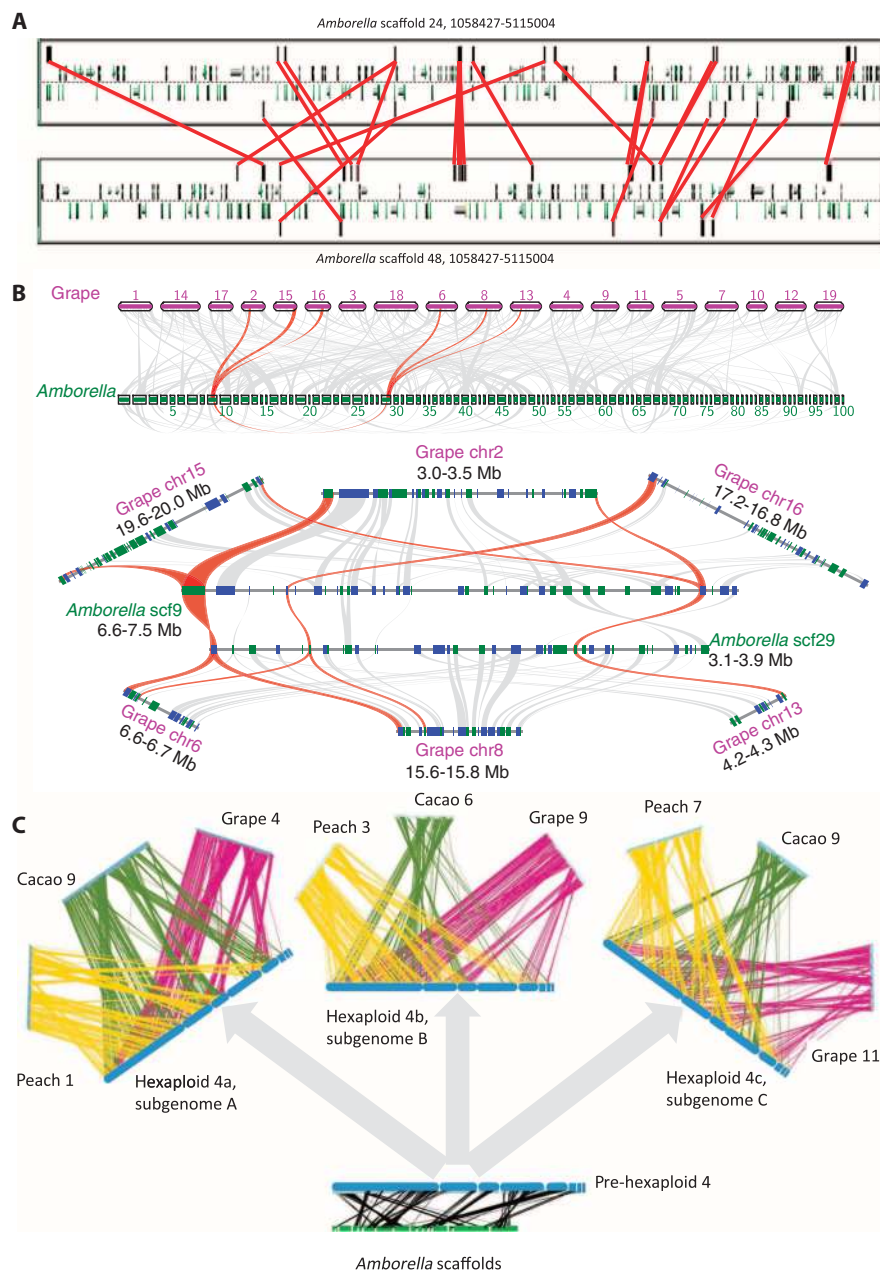 A
Amborella scaffold 24, 1058427-5115004
Amborella scaffold 48, 1058427-5115004
B
Grape
1 14 17 2 15 16 3 18 6 8 13 4 9 11 5 7 10 12 19
Amborella
5 10 15 20 25 30 35 40 45 50 55 60 65 70 75 80 85 90 95 100
Grape chr15
19.6-20.0 Mb
Grape chr2
3.0-3.5 Mb
Grape chr16
17.2-16.8 Mb
Amborella scf9
6.6-7.5 Mb
Amborella scf29
3.1-3.9 Mb
Grape chr6
6.6-6.7 Mb
Grape chr8
15.6-15.8 Mb
Grape chr13
4.2-4.3 Mb
C
Cacao 9
Grape 4
Peach 1
Hexaploid 4a,
subgenome A
Peach 3
Cacao 6
Grape 9
Hexaploid 4b,
subgenome B
Peach 7
Cacao 9
Grape 11
Hexaploid 4c,
subgenome C
Pre-hexaploid 4
Amborella scaffolds